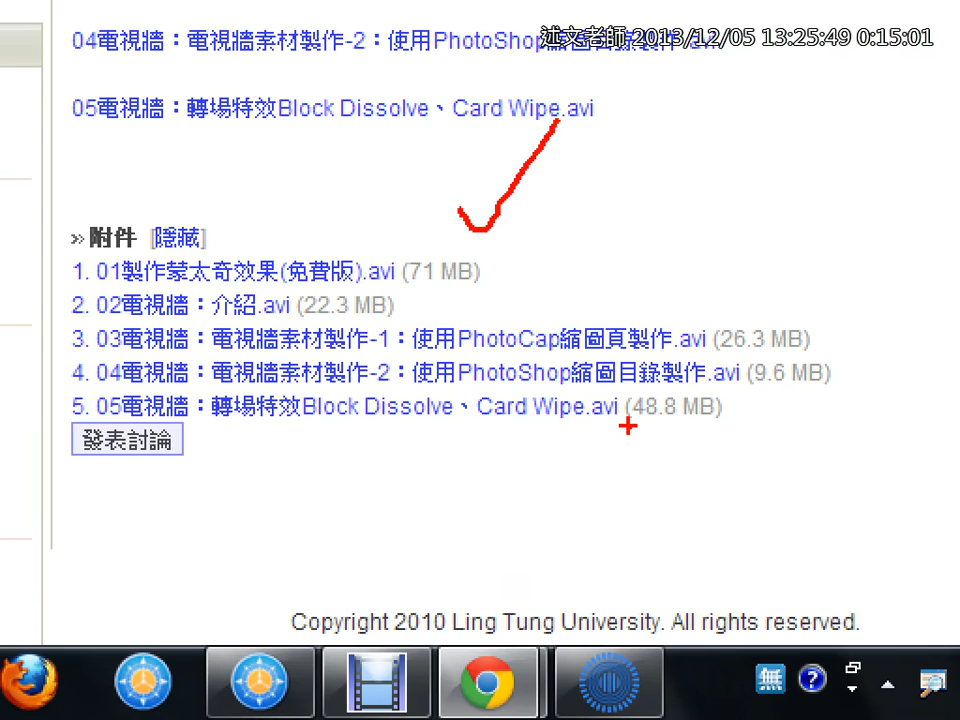 04電視牆：電視牆素材製作-2：使用PhotoShop縮圖目錄製作.avi
述文老師 2013/12/05 13:25:49 0:15:01
05電視牆：轉場特效Block Dissolve、Card Wipe.avi
» 附件 [隱藏]
1. 01製作蒙太奇效果(免費版).avi (71 MB)
2. 02電視牆：介紹.avi (22.3 MB)
3. 03電視牆：電視牆素材製作-1：使用PhotoCap縮圖頁製作.avi (26.3 MB)
4. 04電視牆：電視牆素材製作-2：使用PhotoShop縮圖目錄製作.avi (9.6 MB)
5. 05電視牆：轉場特效Block Dissolve、Card Wipe.avi (48.8 MB)
發表討論
Copyright 2010 Ling Tung University. All rights reserved.
無 ?